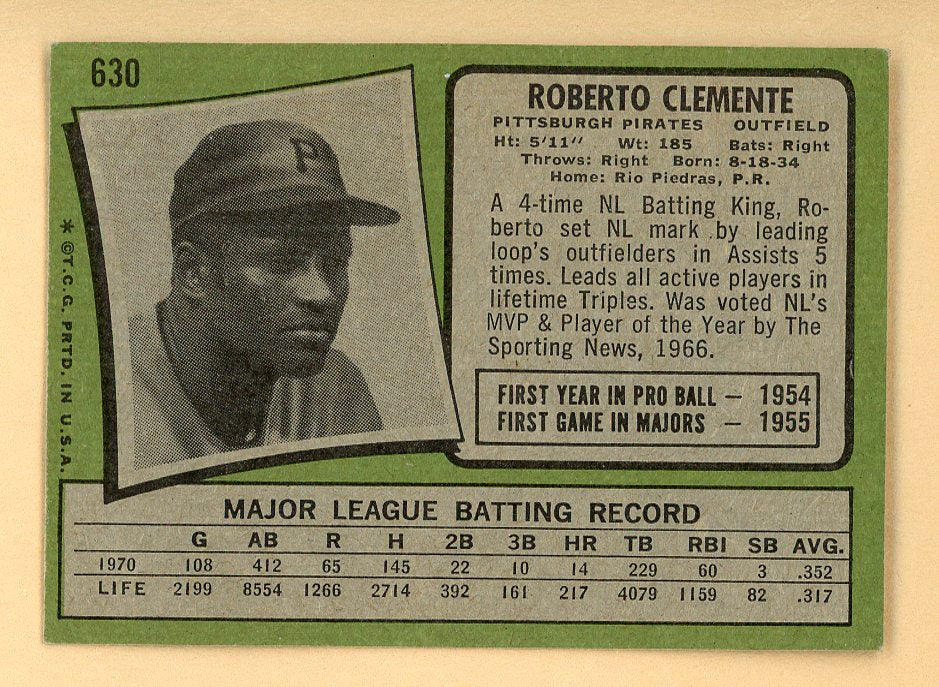 630
P
* ©T.C.G. PRTD. IN U.S.A.
ROBERTO CLEMENTE
PITTSBURGH PIRATES OUTFIELD
Ht: 5'11" Wt: 185 Bats: Right
Throws: Right Born: 8-18-34
Home: Rio Piedras, P.R.
A 4-time NL Batting King, Ro-
berto set NL mark by leading
loop's outfielders in Assists 5
times. Leads all active players in
lifetime Triples. Was voted NL's
MVP & Player of the Year by The
Sporting News, 1966.
FIRST YEAR IN PRO BALL — 1954
FIRST GAME IN MAJORS — 1955
MAJOR LEAGUE BATTING RECORD
G AB R H 2B 3B HR TB RBI SB AVG.
1970 108 412 65 145 22 10 14 229 60 3 .352
LIFE 2199 8554 1266 2714 392 161 217 4079 1159 82 .317